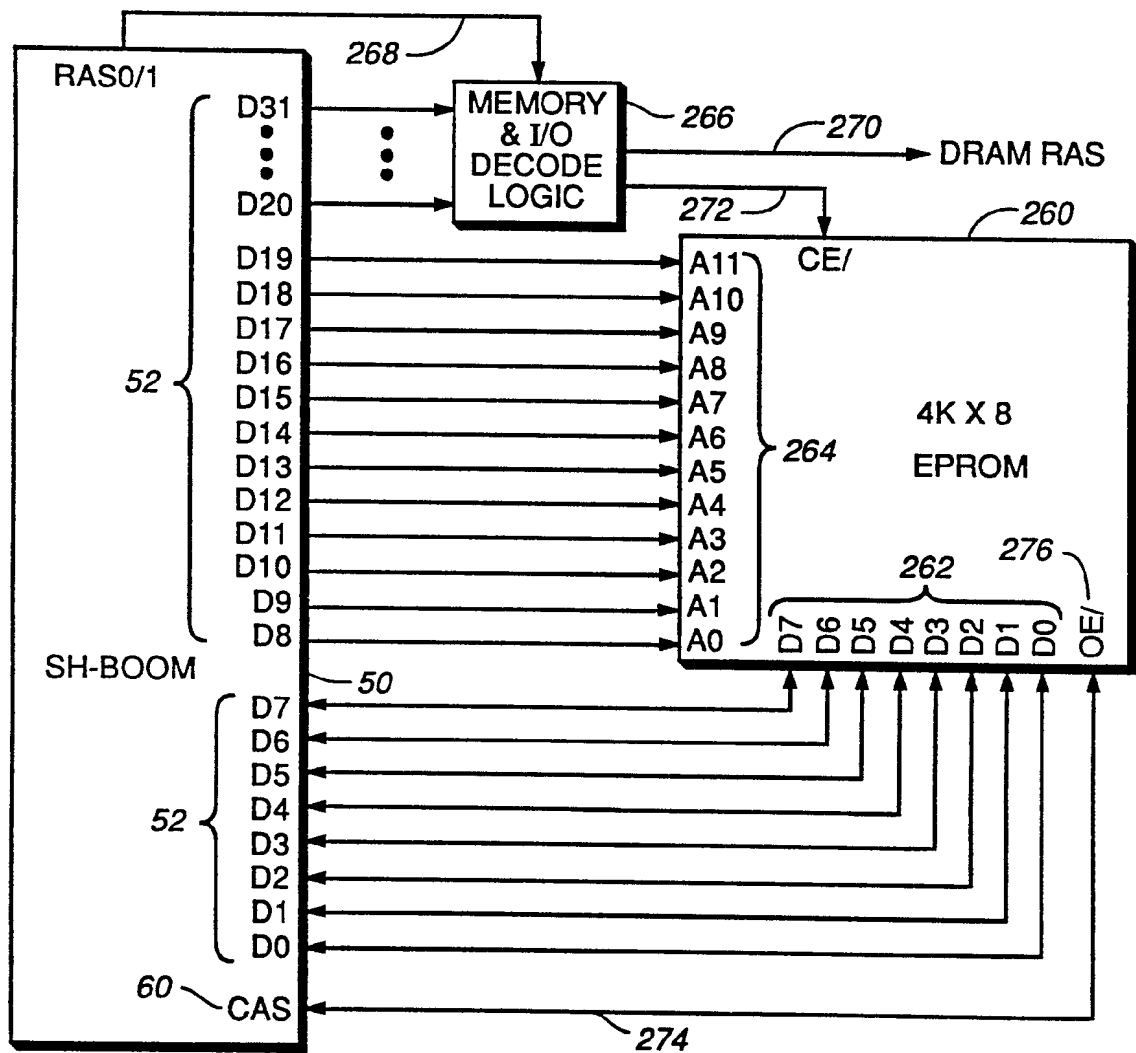 268
RAS0/1
D31
D20
MEMORY
& I/O
DECODE
LOGIC
266
270
DRAM RAS
272
260
52
D19
D18
D17
D16
D15
D14
D13
D12
D11
D10
D9
D8
A11
A10
A9
A8
A7
A6
A5
A4
A3
A2
A1
A0
264
CE/
4K X 8
EPROM
276
262
D7
D6
D5
D4
D3
D2
D1
D0
OE/
SH-BOOM
50
52
D7
D6
D5
D4
D3
D2
D1
D0
60
CAS
274